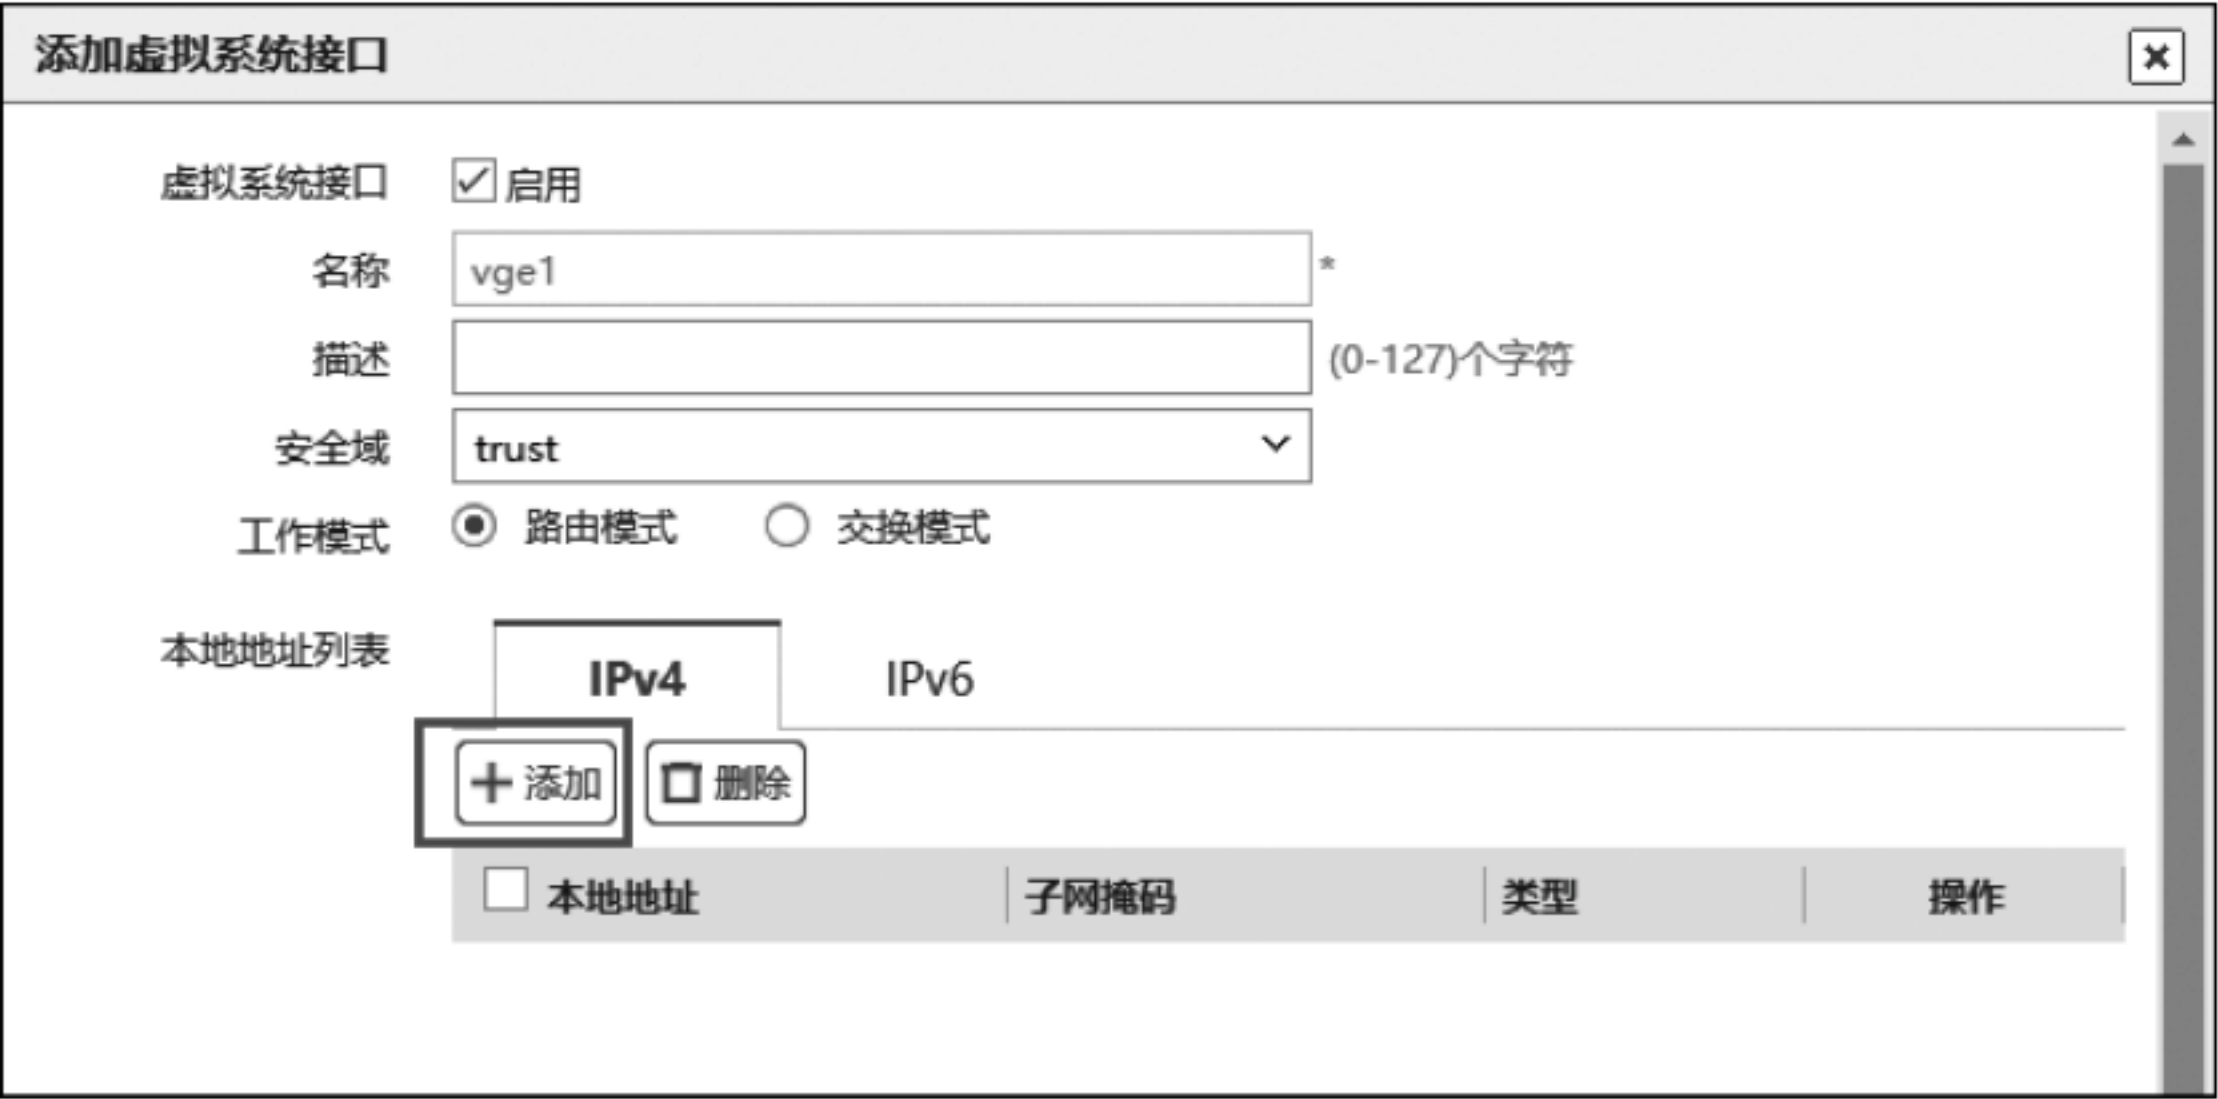 添加虚拟系统接口
虚拟系统接口 启用
名称 vge1 *
描述 (0-127)个字符
安全域 trust
工作模式 路由模式 交换模式
本地地址列表 IPv4 IPv6
添加 删除
本地地址 子网掩码 类型 操作